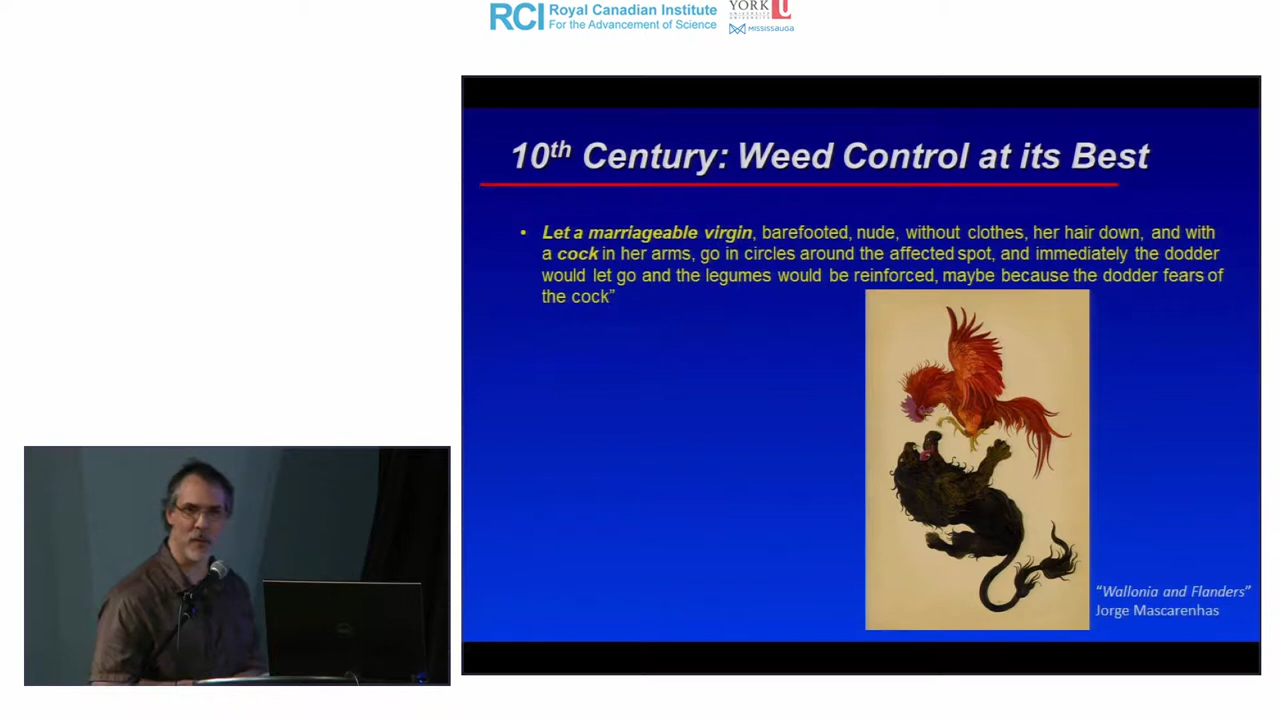 RCI Royal Canadian Institute
For the Advancement of Science
YORK U
UNIVERSITÉ
UNIVERSITY
MISSISSAUGA
10th Century: Weed Control at its Best
• Let a marriageable virgin, barefooted, nude, without clothes, her hair down, and with
a cock in her arms, go in circles around the affected spot, and immediately the dodder
would let go and the legumes would be reinforced, maybe because the dodder fears of
the cock”
“Wallonia and Flanders”
Jorge Mascarenhas